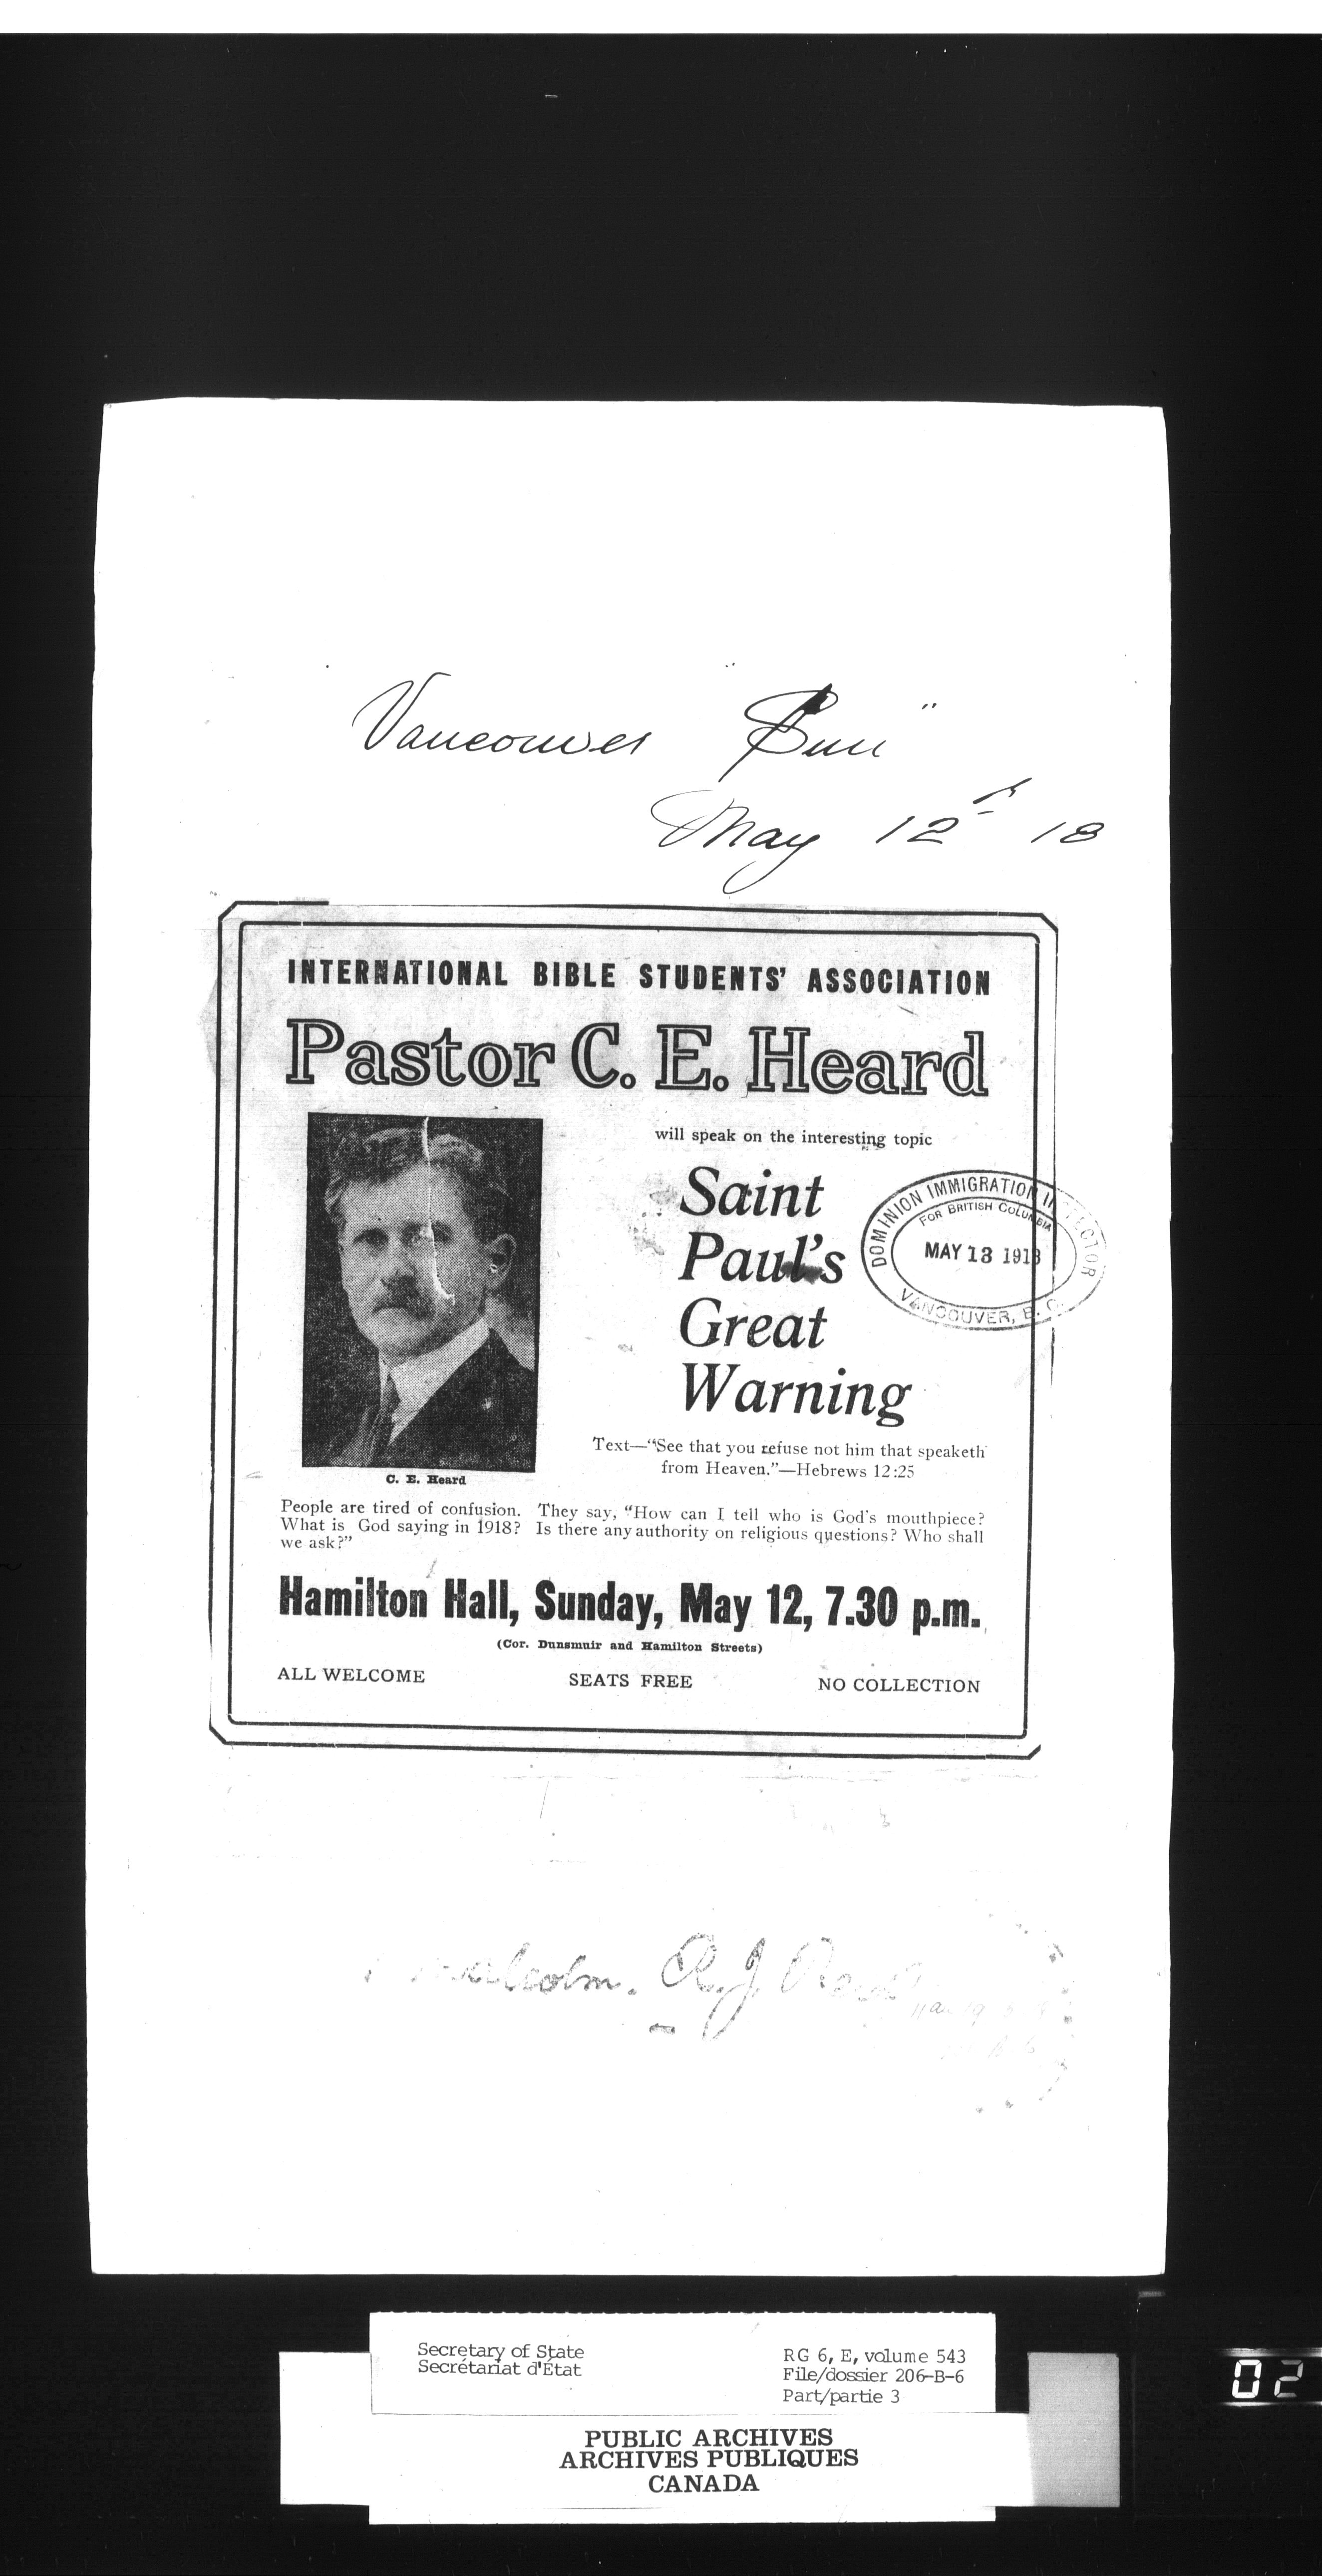 Vancouver "Sun"
May 12th 18
INTERNATIONAL BIBLE STUDENTS' ASSOCIATION
Pastor C. E. Heard
will speak on the interesting topic
Saint
Paul's
Great
Warning
DOMINION IMMIGRATION INSPECTOR
FOR BRITISH COLUMBIA
MAY 13 1918
VANCOUVER, B. C.
Text—"See that you refuse not him that speaketh
from Heaven."—Hebrews 12:25
C. E. Heard
People are tired of confusion. They say, "How can I tell who is God's mouthpiece?
What is God saying in 1918? Is there any authority on religious questions? Who shall
we ask?"
Hamilton Hall, Sunday, May 12, 7.30 p.m.
(Cor. Dunsmuir and Hamilton Streets)
ALL WELCOME SEATS FREE NO COLLECTION
Malcolm. R. J. Reid
Secretary of State
Secrétariat d'Etat
RG 6, E, volume 543
File/dossier 206-B-6
Part/partie 3
PUBLIC ARCHIVES
ARCHIVES PUBLIQUES
CANADA
02